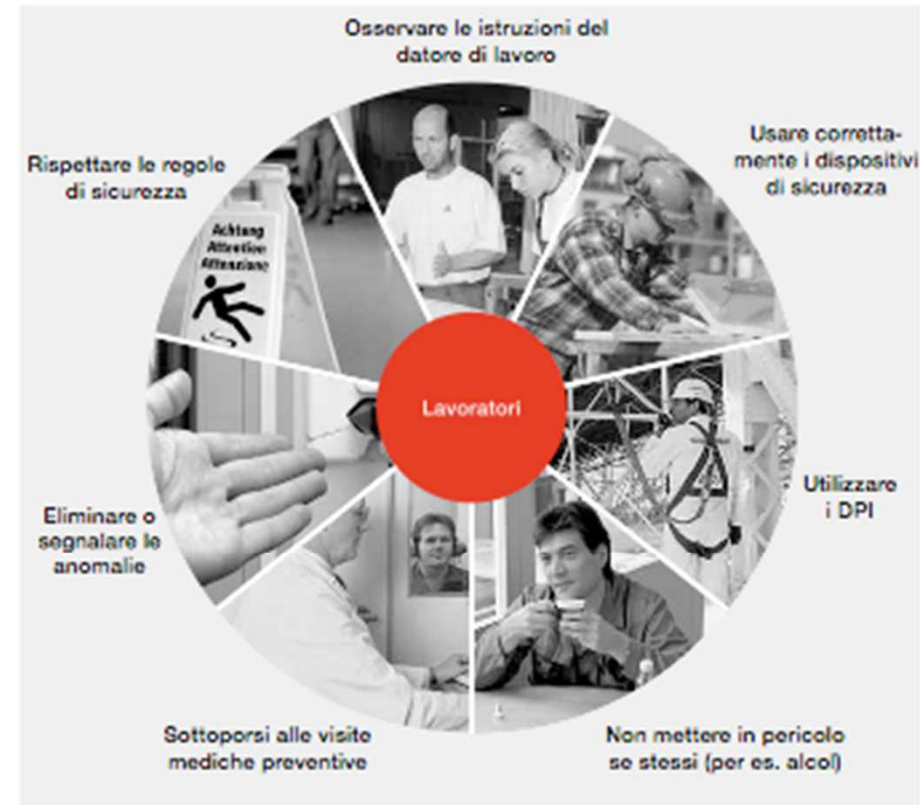 Osservare le istruzioni del
datore di lavoro
Usare corretta-
mente i dispositivi
di sicurezza
Utilizzare
i DPI
Non mettere in pericolo
se stessi (per es. alcol)
Sottoporsi alle visite
mediche preventive
Eliminare o
segnalare le
anomalie
Rispettare le regole
di sicurezza
Achtung
Attention
Attenzione
Lavoratori